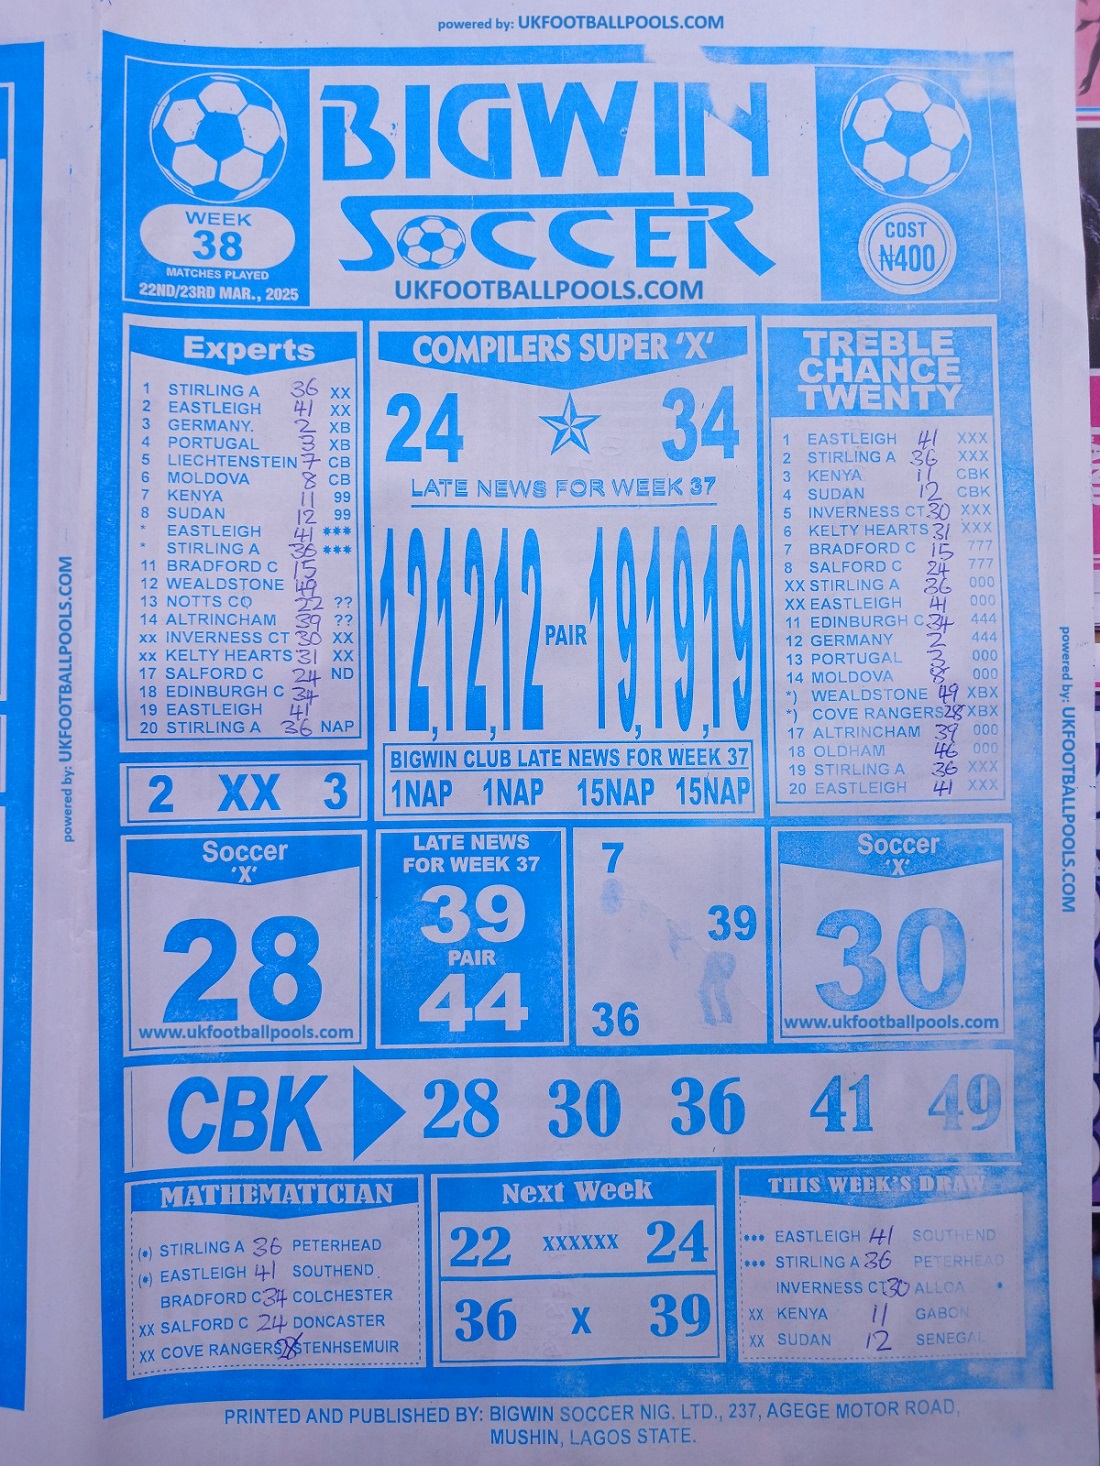 powered by: UKFOOTBALLPOOLS.COM
BIGWIN
SOCCER
UKFOOTBALLPOOLS.COM
WEEK
38
MATCHES PLAYED
22ND/23RD MAR., 2025
COST
₦400
Experts
1 STIRLING A 36 XX
2 EASTLEIGH 41 XX
3 GERMANY. 2 XB
4 PORTUGAL 3 XB
5 LIECHTENSTEIN 7 CB
6 MOLDOVA 8 CB
7 KENYA 11 99
8 SUDAN 12 99
* EASTLEIGH 41 ***
* STIRLING A 36 ***
11 BRADFORD C 15
12 WEALDSTONE 49
13 NOTTS CO 22 ??
14 ALTRINCHAM 39 ??
xx INVERNESS CT 30 XX
xx KELTY HEARTS 31 XX
17 SALFORD C 24 ND
18 EDINBURGH C 34
19 EASTLEIGH 41
20 STIRLING A 36 NAP
2 XX 3
COMPILERS SUPER 'X'
24 34
LATE NEWS FOR WEEK 37
12,12,12 PAIR 19,19,19
BIGWIN CLUB LATE NEWS FOR WEEK 37
1NAP 1NAP 15NAP 15NAP
TREBLE
CHANCE
TWENTY
1 EASTLEIGH 41 XXX
2 STIRLING A 36 XXX
3 KENYA 11 CBK
4 SUDAN 12 CBK
5 INVERNESS CT 30 XXX
6 KELTY HEARTS 31 XXX
7 BRADFORD C 15 777
8 SALFORD C 24 777
XX STIRLING A 36 000
XX EASTLEIGH 41 000
11 EDINBURGH C 34 444
12 GERMANY 2 444
13 PORTUGAL 3 000
14 MOLDOVA 8 000
*) WEALDSTONE 49 XBX
*) COVE RANGERS 28 XBX
17 ALTRINCHAM 39 000
18 OLDHAM 46 000
19 STIRLING A 36 XXX
20 EASTLEIGH 41 XXX
Soccer
'X'
28
www.ukfootballpools.com
LATE NEWS
FOR WEEK 37
39
PAIR
44
7
39
36
Soccer
'X'
30
www.ukfootballpools.com
CBK 28 30 36 41 49
MATHEMATICIAN
(•) STIRLING A 36 PETERHEAD
(•) EASTLEIGH 41 SOUTHEND
BRADFORD C 34 COLCHESTER
XX SALFORD C 24 DONCASTER
XX COVE RANGERS 28 STENHSEMUIR
Next Week
22 XXXXXX 24
36 X 39
THIS WEEK'S DRAW
*** EASTLEIGH 41 SOUTHEND
*** STIRLING A 36 PETERHEAD
INVERNESS CT 30 ALLOA *
XX KENYA 11 GABON
XX SUDAN 12 SENEGAL
PRINTED AND PUBLISHED BY: BIGWIN SOCCER NIG. LTD., 237, AGEGE MOTOR ROAD,
MUSHIN, LAGOS STATE.
powered by: UKFOOTBALLPOOLS.COM
powered by: UKFOOTBALLPOOLS.COM